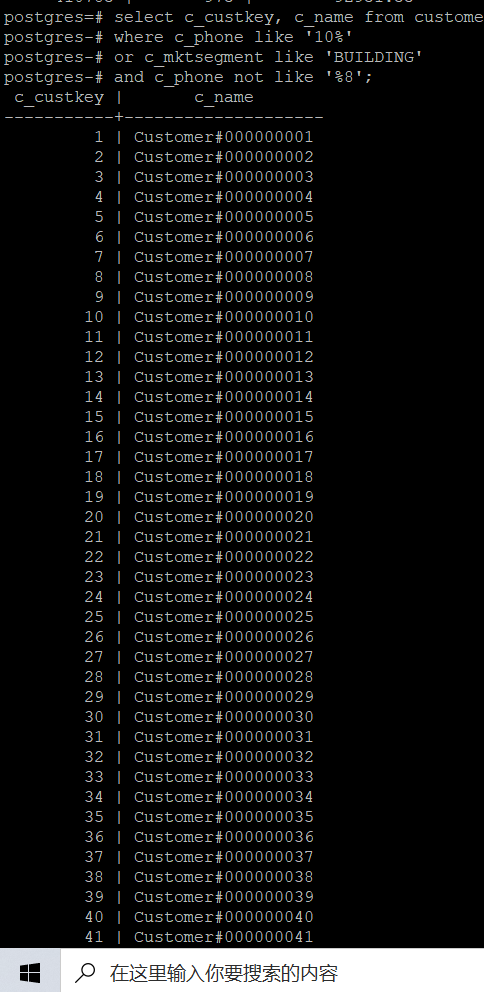 postgres=# select c_custkey, c_name from custome
postgres-# where c_phone like '10%'
postgres-# or c_mktsegment like 'BUILDING'
postgres-# and c_phone not like '%8';
c_custkey | c_name
-----------+--------------------
1 | Customer#000000001
2 | Customer#000000002
3 | Customer#000000003
4 | Customer#000000004
5 | Customer#000000005
6 | Customer#000000006
7 | Customer#000000007
8 | Customer#000000008
9 | Customer#000000009
10 | Customer#000000010
11 | Customer#000000011
12 | Customer#000000012
13 | Customer#000000013
14 | Customer#000000014
15 | Customer#000000015
16 | Customer#000000016
17 | Customer#000000017
18 | Customer#000000018
19 | Customer#000000019
20 | Customer#000000020
21 | Customer#000000021
22 | Customer#000000022
23 | Customer#000000023
24 | Customer#000000024
25 | Customer#000000025
26 | Customer#000000026
27 | Customer#000000027
28 | Customer#000000028
29 | Customer#000000029
30 | Customer#000000030
31 | Customer#000000031
32 | Customer#000000032
33 | Customer#000000033
34 | Customer#000000034
35 | Customer#000000035
36 | Customer#000000036
37 | Customer#000000037
38 | Customer#000000038
39 | Customer#000000039
40 | Customer#000000040
41 | Customer#000000041
在这里输入你要搜索的内容